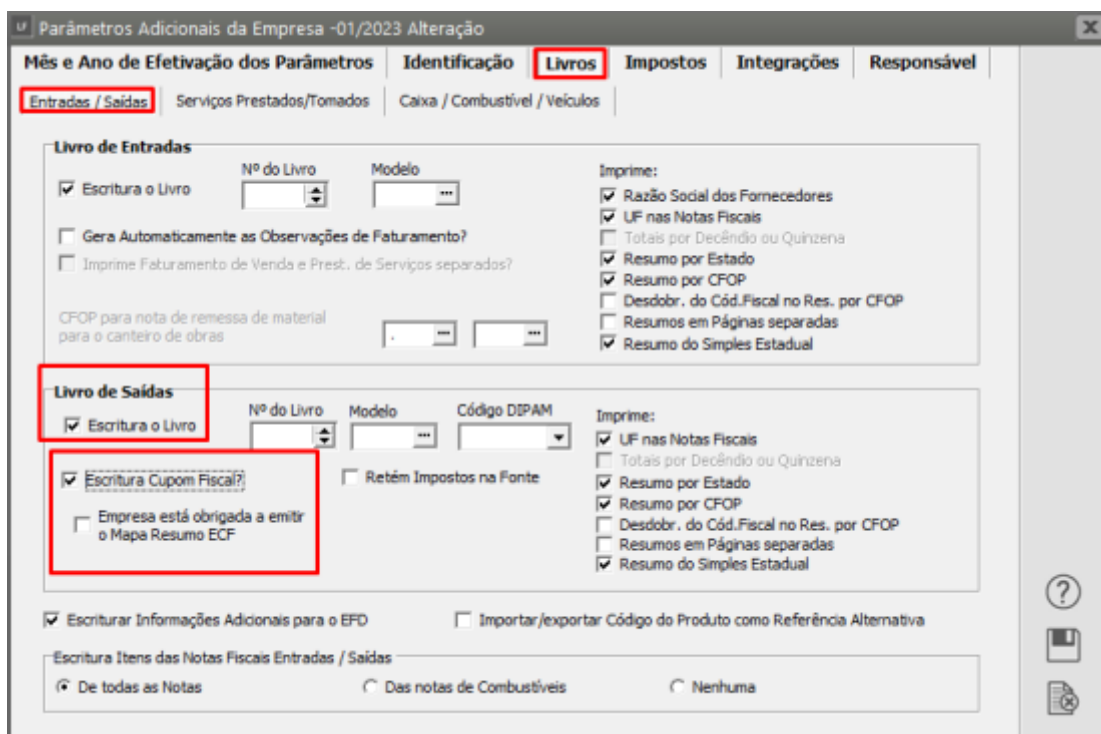 Parâmetros Adicionais da Empresa -01/2023 Alteração
Mês e Ano de Efetivação dos Parâmetros Identificação Livros Impostos Integrações Responsável
Entradas / Saídas Serviços Prestados/Tomados Caixa / Combustível / Veículos
Livro de Entradas
Escritura o Livro
Nº do Livro
Modelo
Gera Automaticamente as Observações de Faturamento?
Imprime Faturamento de Venda e Prest. de Serviços separados?
CFOP para nota de remessa de material
para o canteiro de obras
.
Imprime:
Razão Social dos Fornecedores
UF nas Notas Fiscais
Totais por Decêndio ou Quinzena
Resumo por Estado
Resumo por CFOP
Desdobr. do Cód.Fiscal no Res. por CFOP
Resumos em Páginas separadas
Resumo do Simples Estadual
Livro de Saídas
Escritura o Livro
Nº do Livro
Modelo
Código DIPAM
Escritura Cupom Fiscal?
Retém Impostos na Fonte
Empresa está obrigada a emitir
o Mapa Resumo ECF
Imprime:
UF nas Notas Fiscais
Totais por Decêndio ou Quinzena
Resumo por Estado
Resumo por CFOP
Desdobr. do Cód.Fiscal no Res. por CFOP
Resumos em Páginas separadas
Resumo do Simples Estadual
Escriturar Informações Adicionais para o EFD
Importar/exportar Código do Produto como Referência Alternativa
Escritura Itens das Notas Fiscais Entradas / Saídas
De todas as Notas
Das notas de Combustíveis
Nenhuma